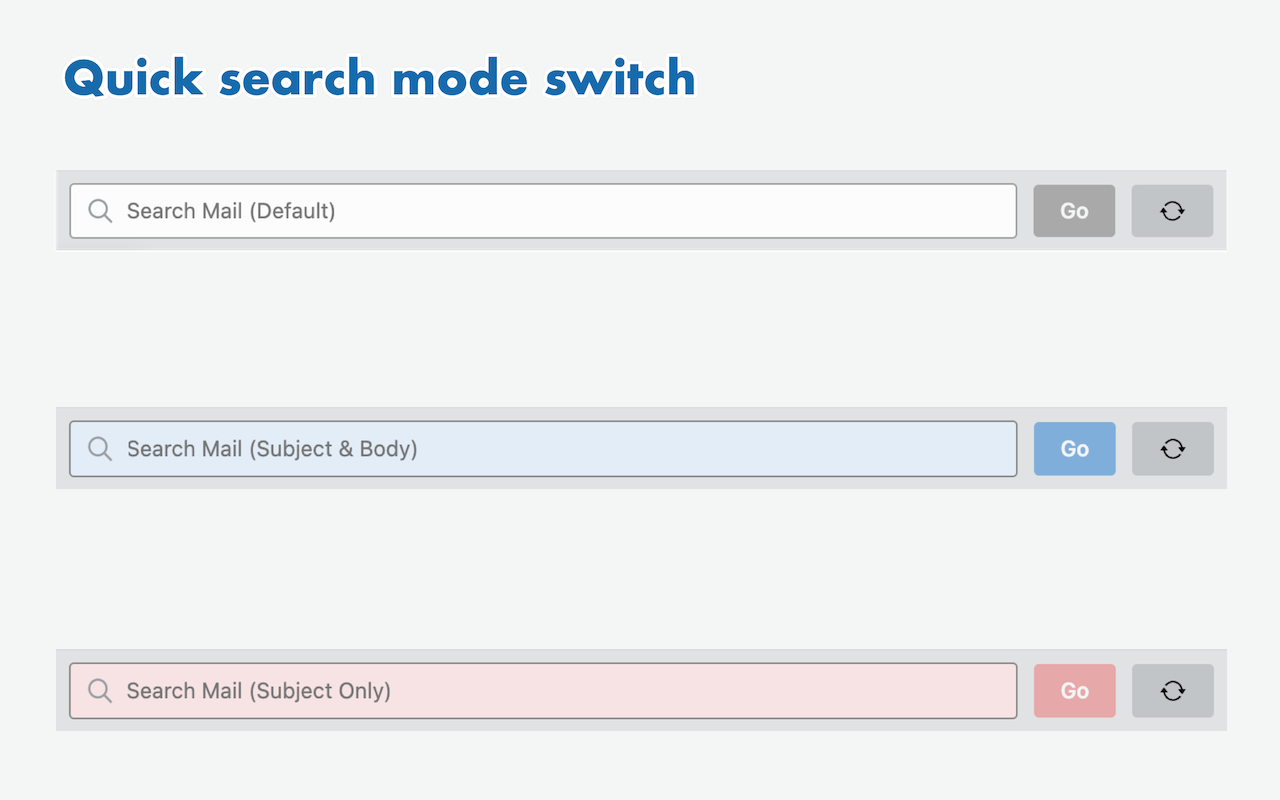 Quick search mode switch
Search Mail (Default) Go
Search Mail (Subject & Body) Go
Search Mail (Subject Only) Go